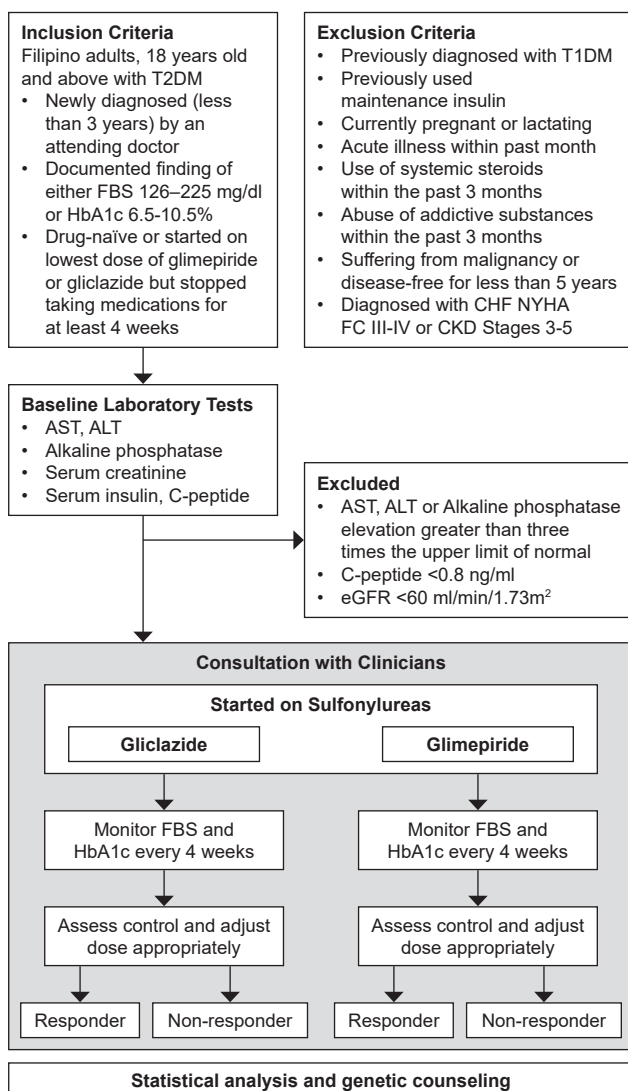 Inclusion Criteria
Filipino adults, 18 years old
and above with T2DM
• Newly diagnosed (less
than 3 years) by an
attending doctor
• Documented finding of
either FBS 126–225 mg/dl
or HbA1c 6.5-10.5%
• Drug-naïve or started on
lowest dose of glimepiride
or gliclazide but stopped
taking medications for
at least 4 weeks
Exclusion Criteria
• Previously diagnosed with T1DM
• Previously used
maintenance insulin
• Currently pregnant or lactating
• Acute illness within past month
• Use of systemic steroids
within the past 3 months
• Abuse of addictive substances
within the past 3 months
• Suffering from malignancy or
disease-free for less than 5 years
• Diagnosed with CHF NYHA
FC III-IV or CKD Stages 3-5
Baseline Laboratory Tests
• AST, ALT
• Alkaline phosphatase
• Serum creatinine
• Serum insulin, C-peptide
Excluded
• AST, ALT or Alkaline phosphatase
elevation greater than three
times the upper limit of normal
• C-peptide <0.8 ng/ml
• eGFR <60 ml/min/1.73m²
Consultation with Clinicians
Started on Sulfonylureas
Gliclazide
Glimepiride
Monitor FBS and
HbA1c every 4 weeks
Monitor FBS and
HbA1c every 4 weeks
Assess control and adjust
dose appropriately
Assess control and adjust
dose appropriately
Responder
Non-responder
Responder
Non-responder
Statistical analysis and genetic counseling